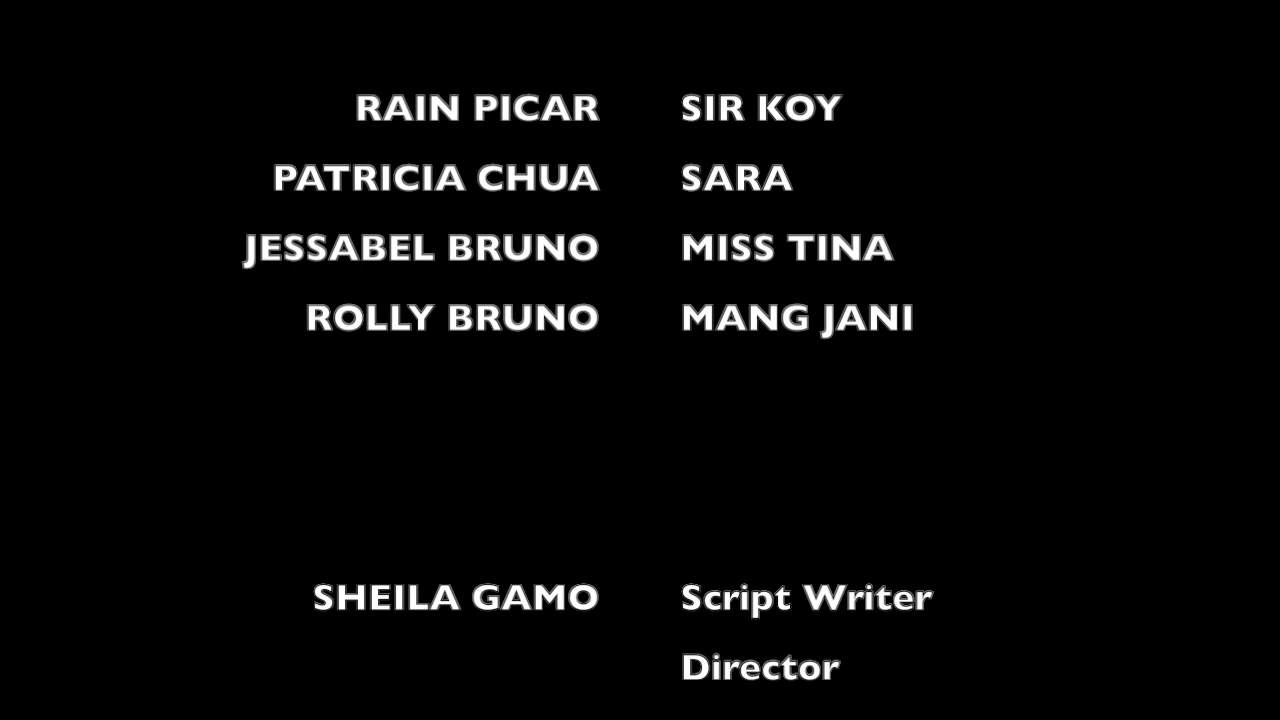 RAIN PICAR SIR KOY
PATRICIA CHUA SARA
JESSABEL BRUNO MISS TINA
ROLLY BRUNO MANG JANI
SHEILA GAMO Script Writer
Director